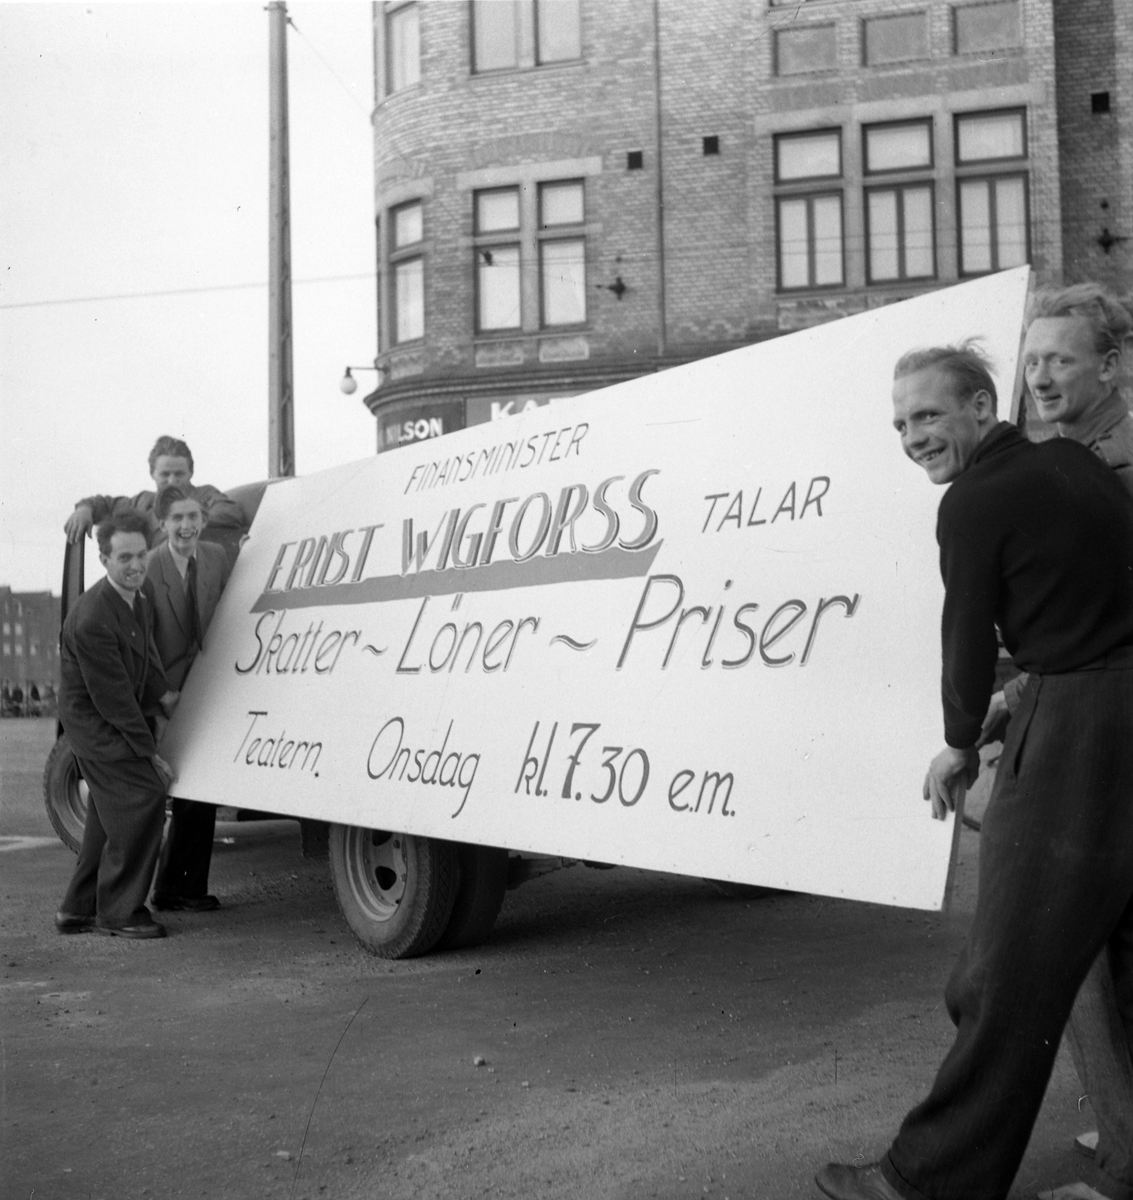 NILSON
FINANSMINISTER
ERNST WIGFORSS TALAR
Skatter ~ Löner ~ Priser
Teatern. Onsdag kl. 7.30 e.m.